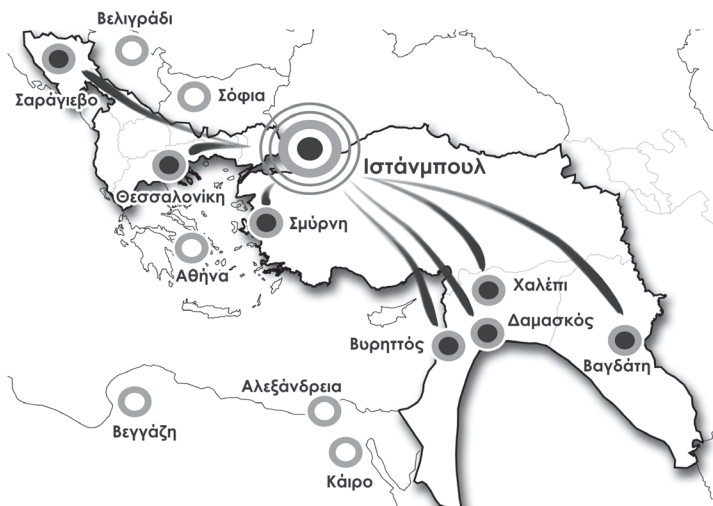 Βελιγράδι
Σαράγιεβο
Σόφια
Ιστάνμπουλ
Θεσσαλονίκη
Σμύρνη
Αθήνα
Χαλέπι
Δαμασκός
Βυρηττός
Βαγδάτη
Αλεξάνδρεια
Βεγγάζη
Κάιρο